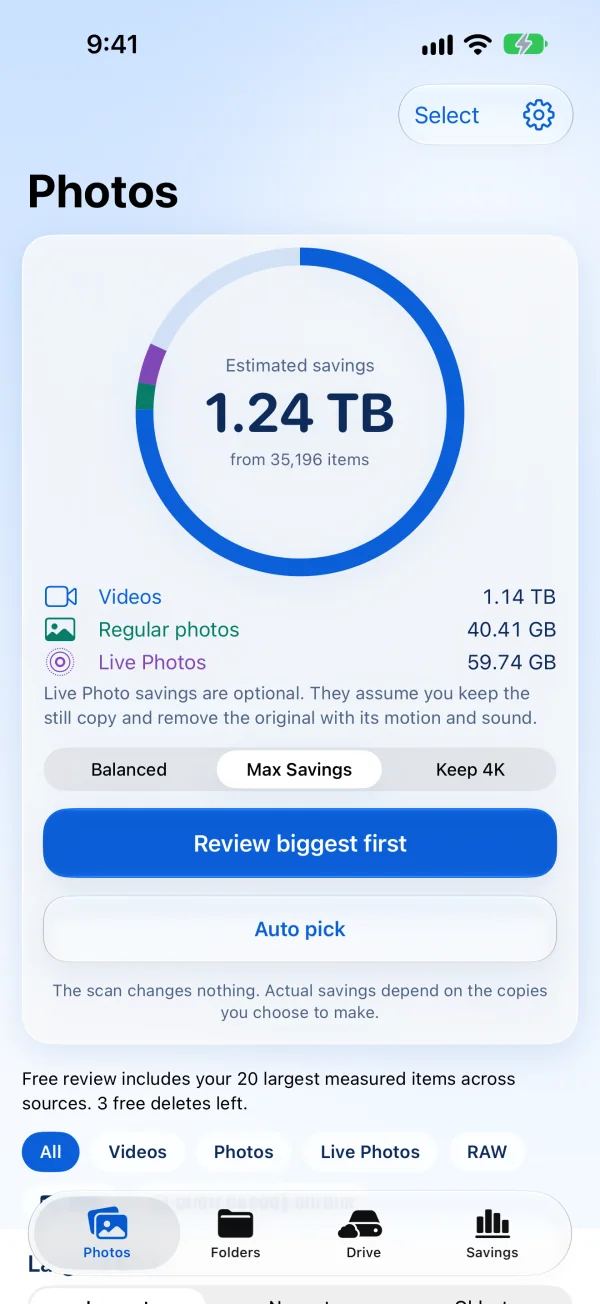 9:41
Select
Photos
Estimated savings
1.24 TB
from 35,196 items
Videos 1.14 TB
Regular photos 40.41 GB
Live Photos 59.74 GB
Live Photo savings are optional. They assume you keep the
still copy and remove the original with its motion and sound.
Balanced Max Savings Keep 4K
Review biggest first
Auto pick
The scan changes nothing. Actual savings depend on the copies
you choose to make.
Free review includes your 20 largest measured items across
sources. 3 free deletes left.
All Videos Photos Live Photos RAW
Photos Folders Drive Savings